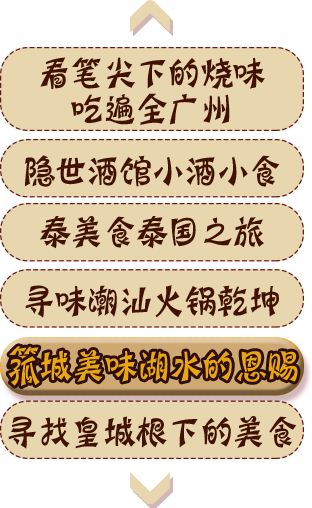 看笔尖下的烧味
吃遍全广州
隐世酒馆小酒小食
泰美食泰国之旅
寻味潮汕火锅乾坤
箛城美味湖水的恩赐
寻找皇城根下的美食